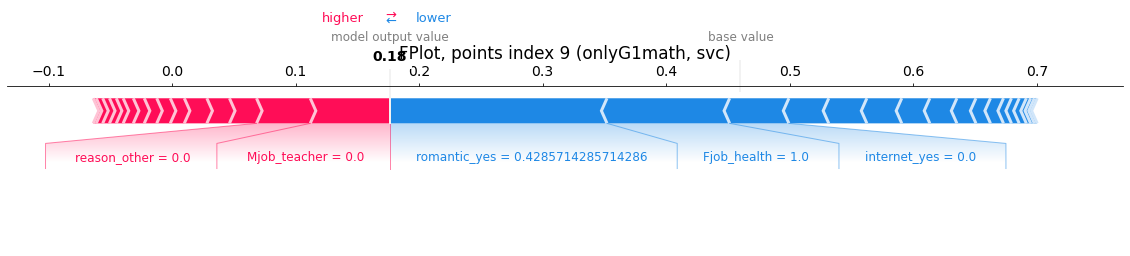 higher ⇄ lower
model output value base value
0.18
FPlot, points index 9 (onlyG1math, svc)
−0.1 0.0 0.1 0.2 0.3 0.4 0.5 0.6 0.7
reason_other = 0.0 Mjob_teacher = 0.0 romantic_yes = 0.4285714285714286 Fjob_health = 1.0 internet_yes = 0.0